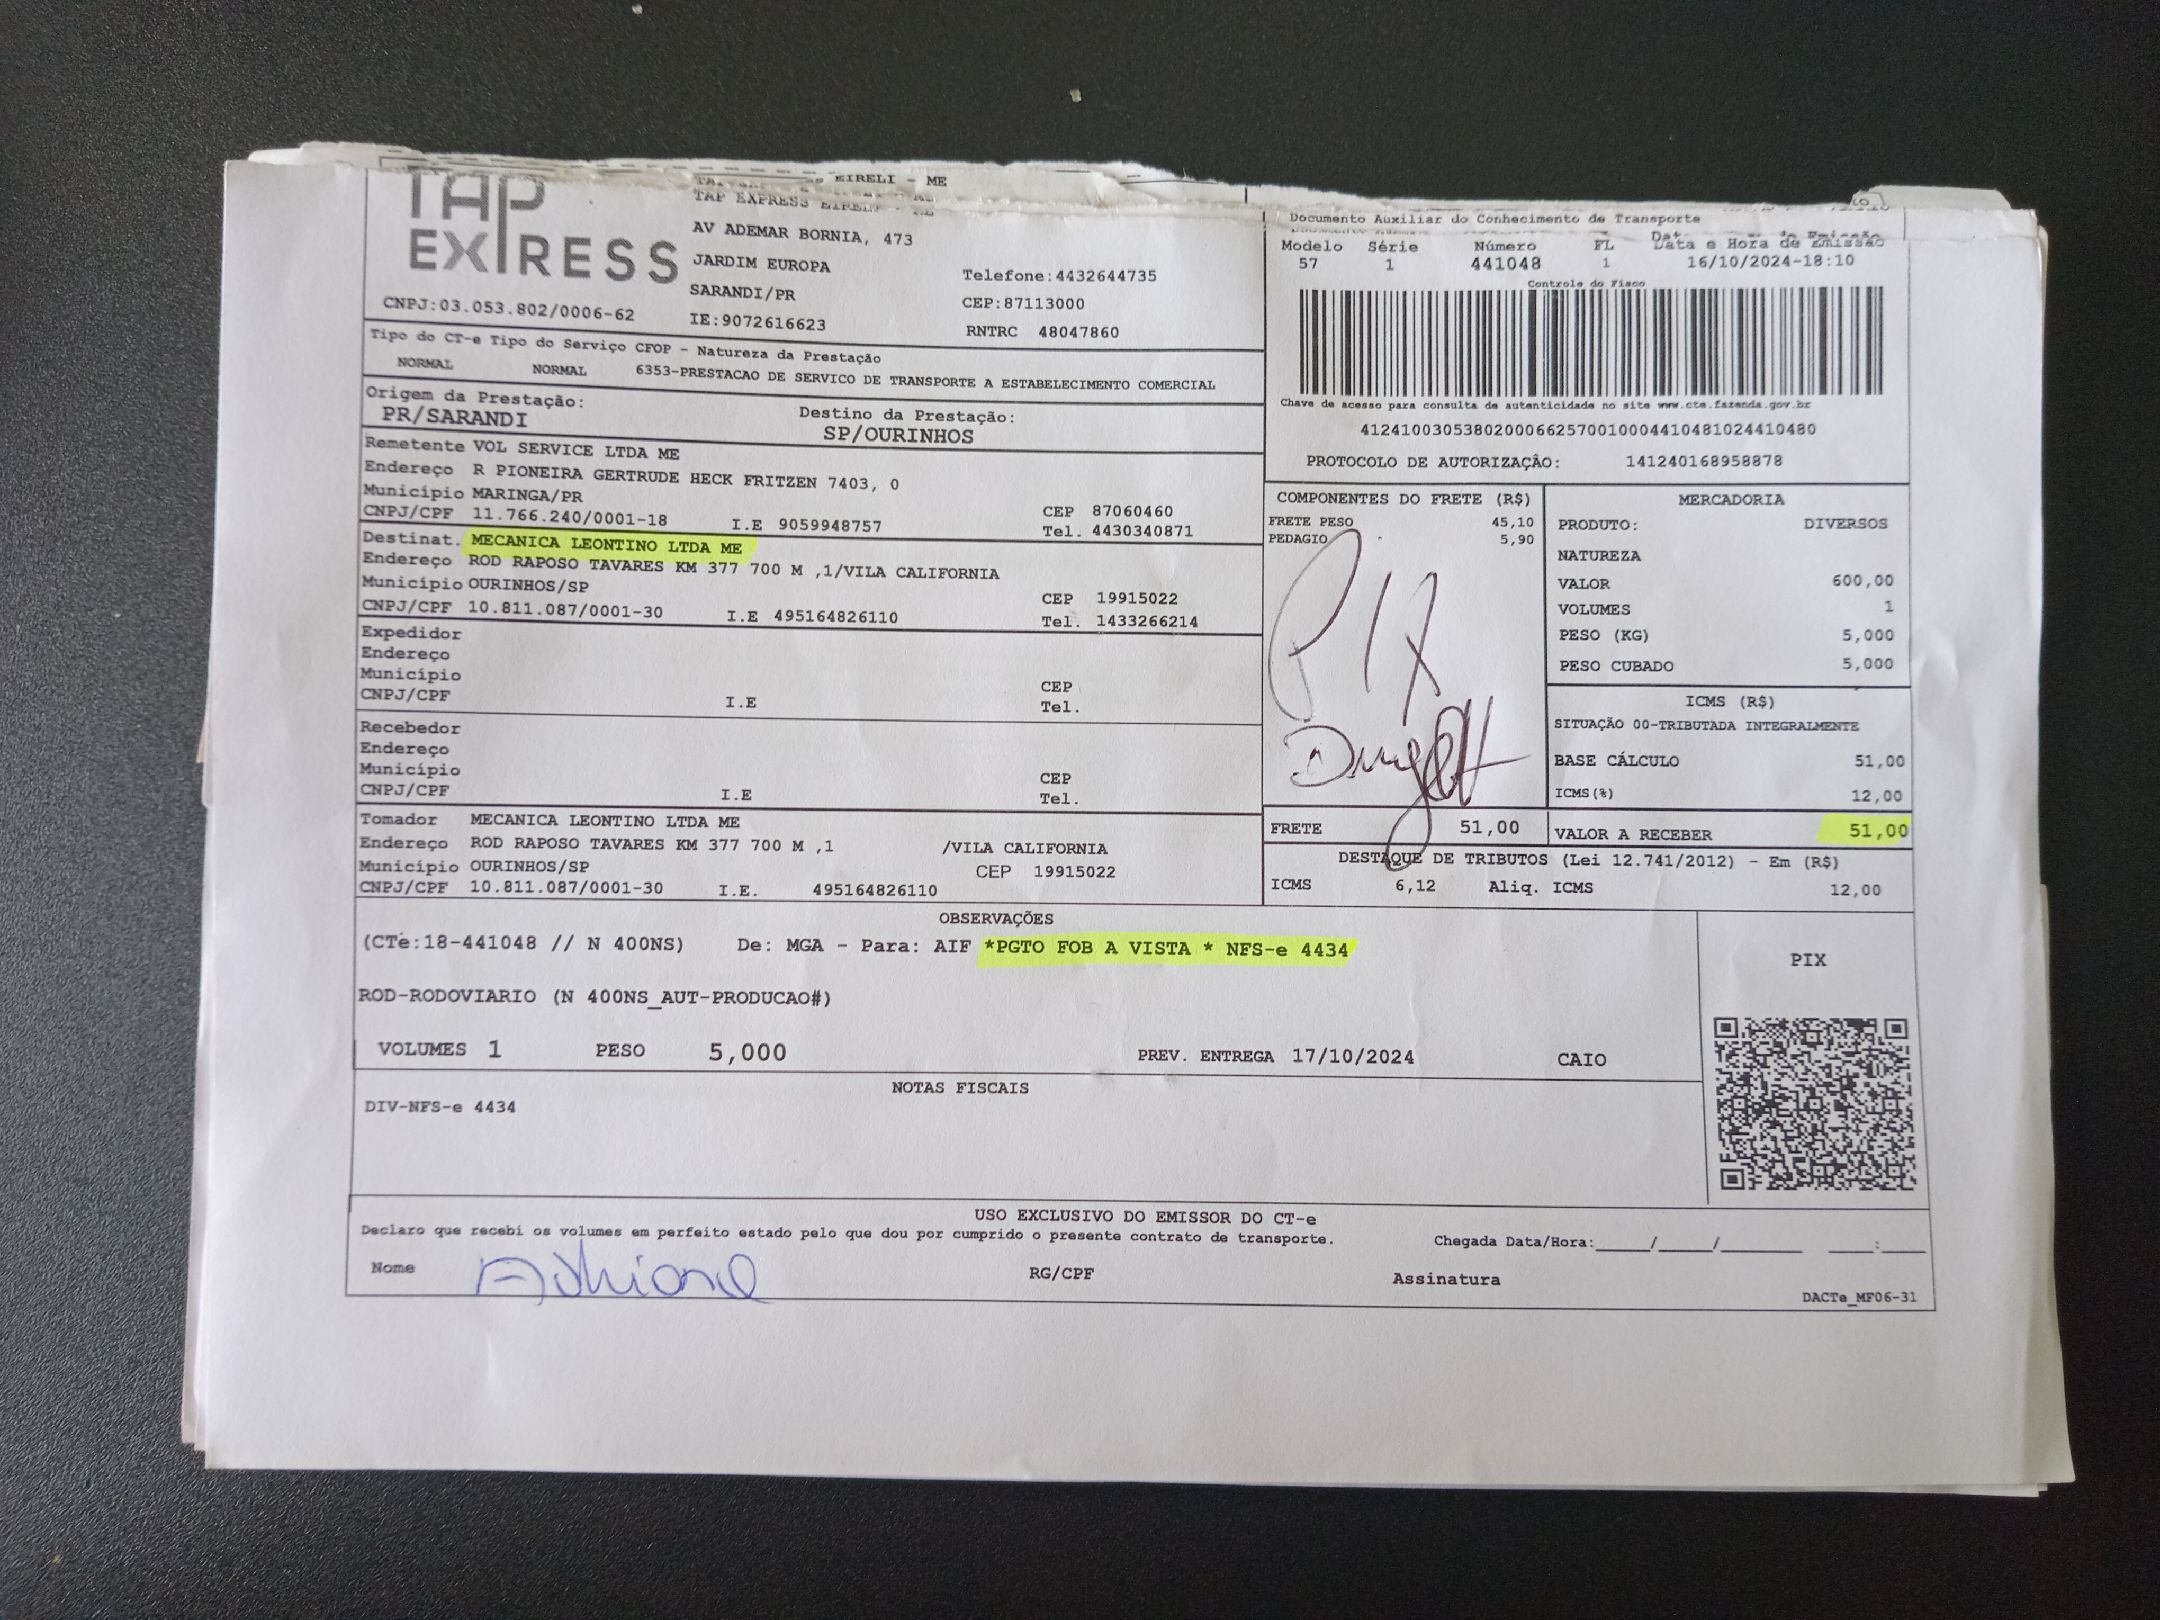 EIRELI - ME
TAP EXPRESS
TAP EXPRESS EIRELI - ME
AV ADEMAR BORNIA, 473
JARDIM EUROPA
Telefone:4432644735
SARANDI/PR
CEP:87113000
CNPJ:03.053.802/0006-62
IE:9072616623
RNTRC 48047860
Documento Auxiliar do Conhecimento de Transporte
Modelo Série Número FL Data e Hora de Emissão
57 1 441048 1 16/10/2024-18:10
Controle do Fisco
Chave de acesso para consulta de autenticidade no site www.cte.fazenda.gov.br
41241003053802000662570010004410481024410480
PROTOCOLO DE AUTORIZAÇÂO: 141240168958878
Tipo do CT-e Tipo do Serviço CFOP - Natureza da Prestação
NORMAL NORMAL 6353-PRESTACAO DE SERVICO DE TRANSPORTE A ESTABELECIMENTO COMERCIAL
Origem da Prestação: Destino da Prestação:
PR/SARANDI SP/OURINHOS
Remetente VOL SERVICE LTDA ME
Endereço R PIONEIRA GERTRUDE HECK FRITZEN 7403, 0
Município MARINGA/PR CEP 87060460
CNPJ/CPF 11.766.240/0001-18 I.E 9059948757 Tel. 4430340871
Destinat. MECANICA LEONTINO LTDA ME
Endereço ROD RAPOSO TAVARES KM 377 700 M ,1/VILA CALIFORNIA
Município OURINHOS/SP CEP 19915022
CNPJ/CPF 10.811.087/0001-30 I.E 495164826110 Tel. 1433266214
Expedidor
Endereço
Município CEP
CNPJ/CPF I.E Tel.
Recebedor
Endereço
Município CEP
CNPJ/CPF I.E Tel.
Tomador MECANICA LEONTINO LTDA ME
Endereço ROD RAPOSO TAVARES KM 377 700 M ,1 /VILA CALIFORNIA
Município OURINHOS/SP CEP 19915022
CNPJ/CPF 10.811.087/0001-30 I.E. 495164826110
COMPONENTES DO FRETE (R$)
FRETE PESO 45,10
PEDAGIO 5,90
PIX
FRETE 51,00
MERCADORIA
PRODUTO: DIVERSOS
NATUREZA
VALOR 600,00
VOLUMES 1
PESO (KG) 5,000
PESO CUBADO 5,000
ICMS (R$)
SITUAÇÃO 00-TRIBUTADA INTEGRALMENTE
BASE CÁLCULO 51,00
ICMS(%) 12,00
VALOR A RECEBER 51,00
DESTAQUE DE TRIBUTOS (Lei 12.741/2012) - Em (R$)
ICMS 6,12 Aliq. ICMS 12,00
OBSERVAÇÕES
(CTe:18-441048 // N 400NS) De: MGA - Para: AIF *PGTO FOB A VISTA * NFS-e 4434
ROD-RODOVIARIO (N 400NS_AUT-PRODUCAO#)
VOLUMES 1 PESO 5,000 PREV. ENTREGA 17/10/2024 CAIO
PIX
NOTAS FISCAIS
DIV-NFS-e 4434
USO EXCLUSIVO DO EMISSOR DO CT-e
Declaro que recebi os volumes em perfeito estado pelo que dou por cumprido o presente contrato de transporte. Chegada Data/Hora:_____/_____/________ ____:____
Nome RG/CPF Assinatura
DACTe_MF06-31